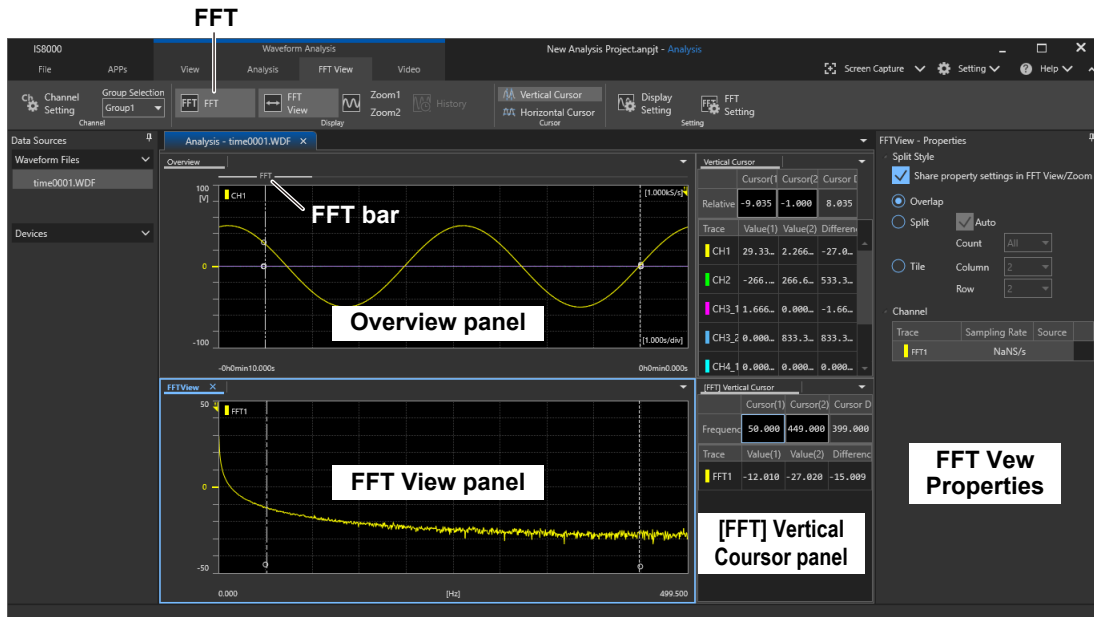 FFT
IS8000
Waveform Analysis
New Analysis Project.anpjt - Analysis
File APPs View Analysis FFT View Video
Screen Capture Setting Help
Channel Setting
Group Selection
Group1
Channel
FFT FFT
FFT View
Zoom1
Zoom2
History
Display
Vertical Cursor
Horizontal Cursor
Cursor
Display Setting
FFT Setting
Setting
Data Sources
Waveform Files
time0001.WDF
Devices
Analysis - time0001.WDF
Overview
FFT
100
[V]
CH1
[1.000kS/s]
FFT bar
0
Overview panel
-100
[1.000s/div]
-0h0min10.000s
0h0min0.000s
Vertical Cursor
Cursor(1 Cursor(2 Cursor D
Relative -9.035 -1.000 8.035
Trace Value(1) Value(2) Differen
CH1 29.33... 2.266... -27.0...
CH2 -266.... 266.6... 533.3...
CH3_1 1.666... 0.000... -1.66...
CH3_2 0.000... 833.3... 833.3...
CH4_1 0.000... 0.000... 0.000...
FFTView
50
FFT1
0
FFT View panel
-50
0.000
[Hz]
499.500
[FFT] Vertical Cursor
Cursor(1) Cursor(2) Cursor D
Frequenc 50.000 449.000 399.000
Trace Value(1) Value(2) Differenc
FFT1 -12.010 -27.020 -15.009
[FFT] Vertical
Coursor panel
FFTView - Properties
Split Style
Share property settings in FFT View/Zoom
Overlap
Split Auto
Count All
Tile Column 2
Row 2
Channel
Trace Sampling Rate Source
FFT1 NaNS/s
FFT Vew
Properties